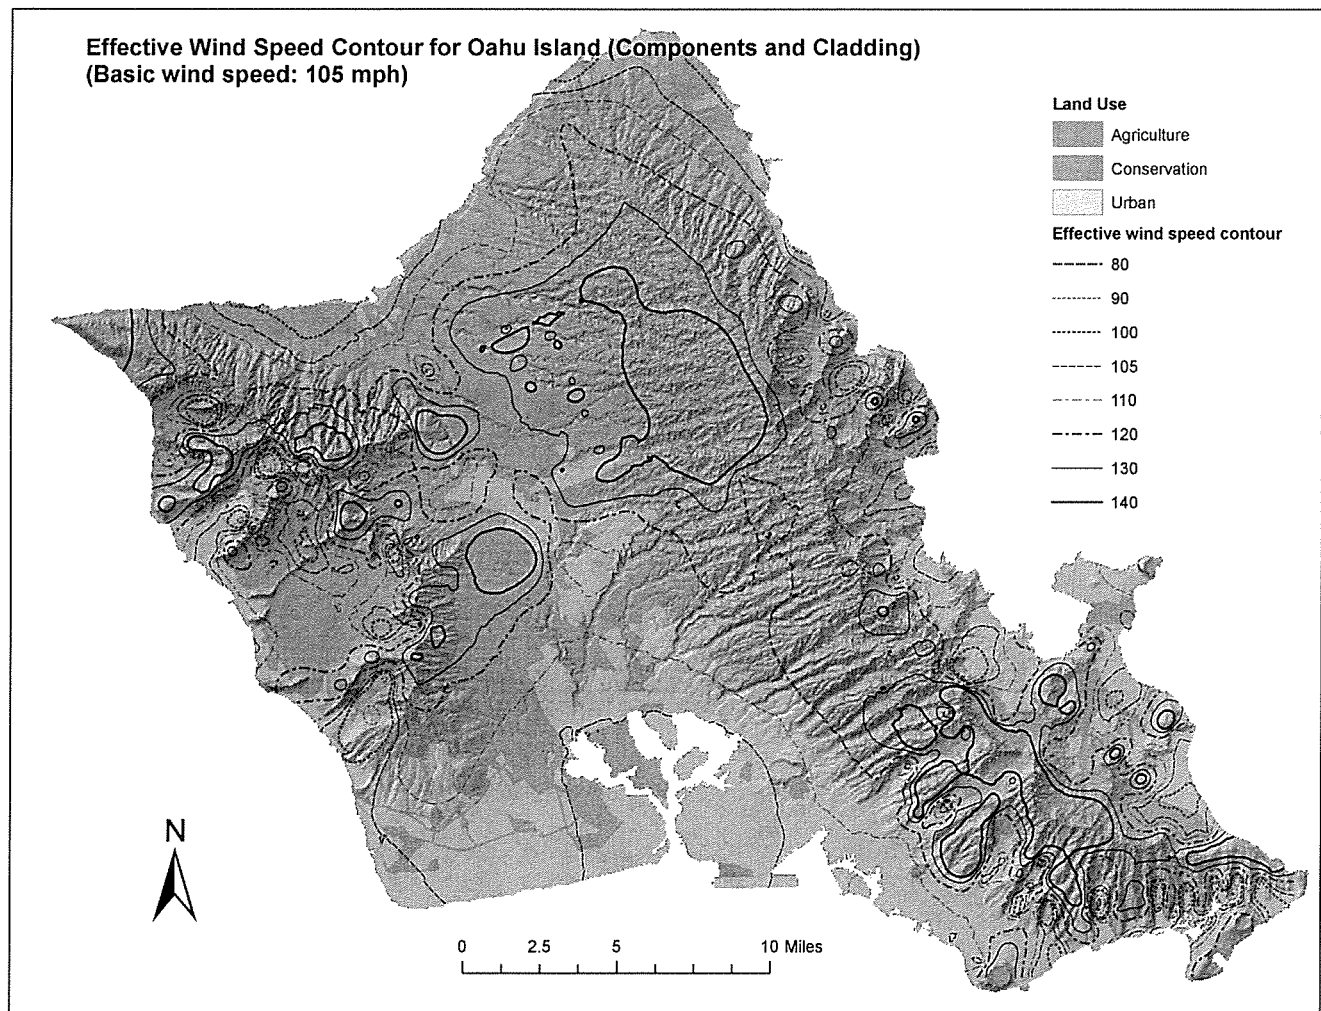 Effective Wind Speed Contour for Oahu Island (Components and Cladding)
(Basic wind speed: 105 mph)
Land Use
Agriculture
Conservation
Urban
Effective wind speed contour
80
90
100
105
110
120
130
140
N
0 2.5 5 10 Miles